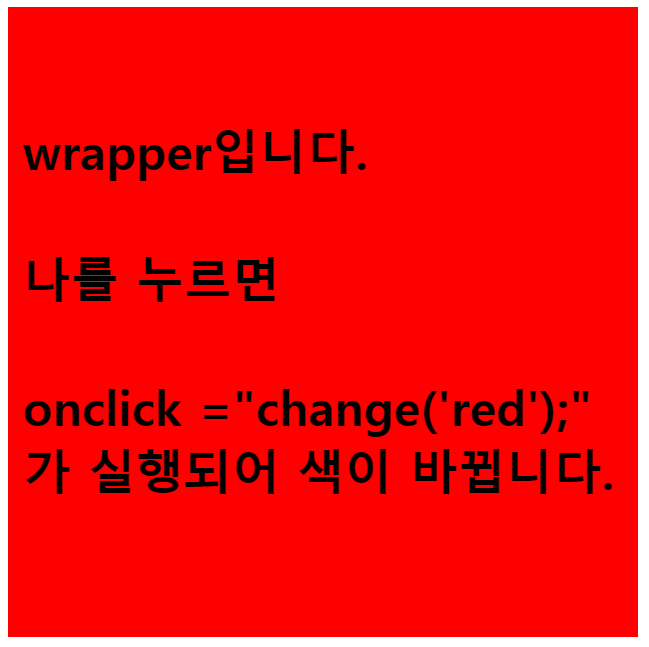 wrapper입니다.
나를 누르면
onclick ="change('red');"
가 실행되어 색이 바뀝니다.